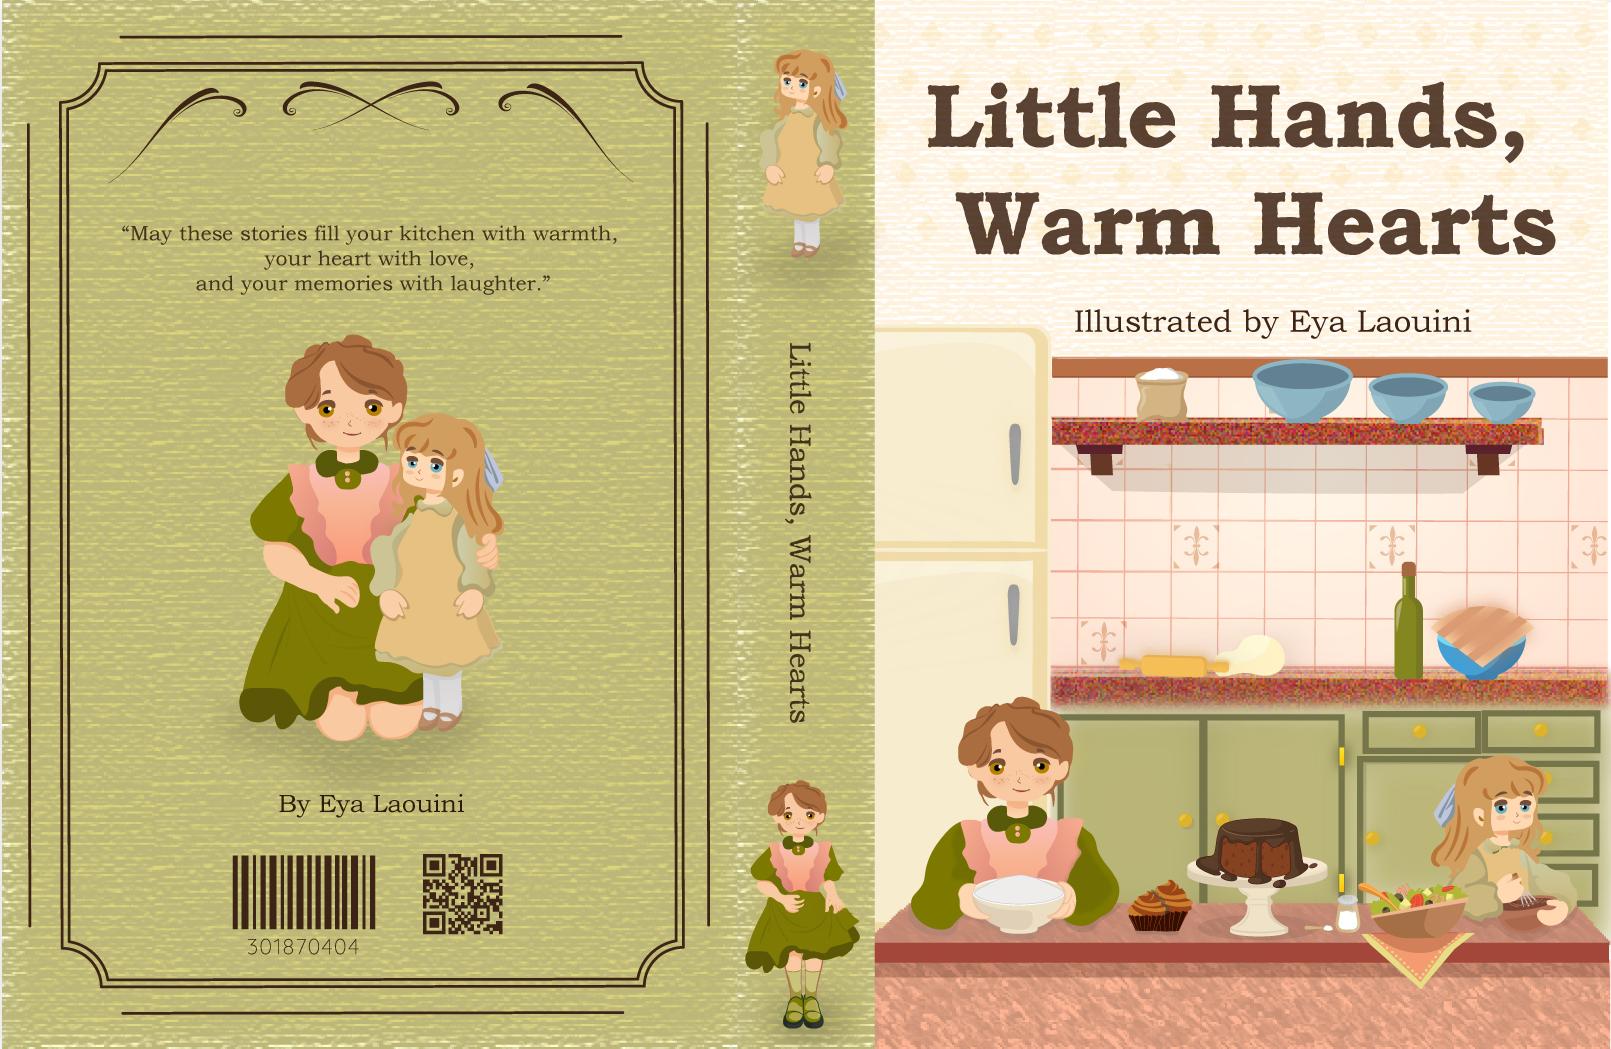 “May these stories fill your kitchen with warmth,
your heart with love,
and your memories with laughter.”
By Eya Laouini
301870404
Little Hands, Warm Hearts
Little Hands,
Warm Hearts
Illustrated by Eya Laouini